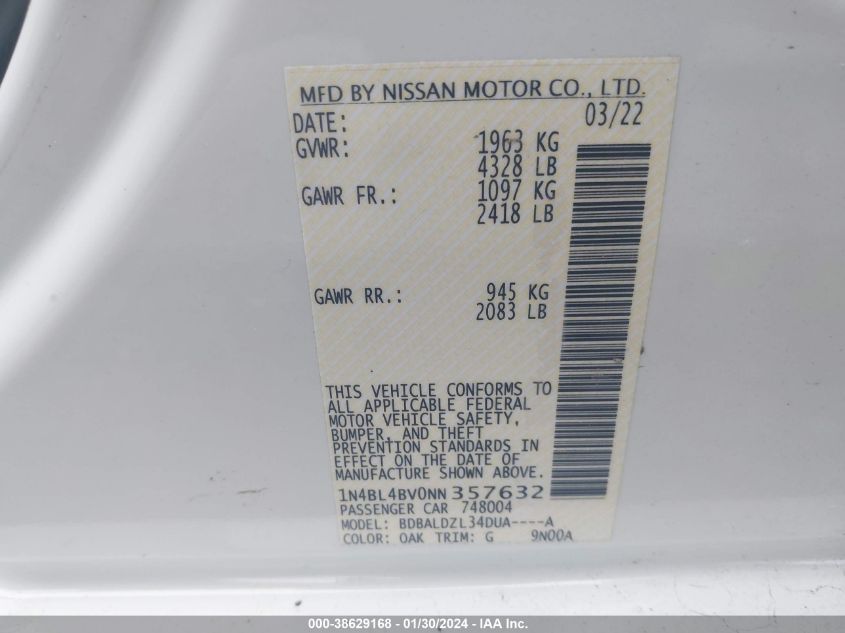 MFD BY NISSAN MOTOR CO., LTD.
DATE: 03/22
GVWR: 1963 KG
4328 LB
GAWR FR.: 1097 KG
2418 LB
GAWR RR.: 945 KG
2083 LB
THIS VEHICLE CONFORMS TO
ALL APPLICABLE FEDERAL
MOTOR VEHICLE SAFETY,
BUMPER, AND THEFT
PREVENTION STANDARDS IN
EFFECT ON THE DATE OF
MANUFACTURE SHOWN ABOVE.
1N4BL4BV0NN357632
PASSENGER CAR 748004
MODEL: BDBALDZL34DUA----A
COLOR: OAK TRIM: G 9N00A
000-38629168 - 01/30/2024 - IAA Inc.